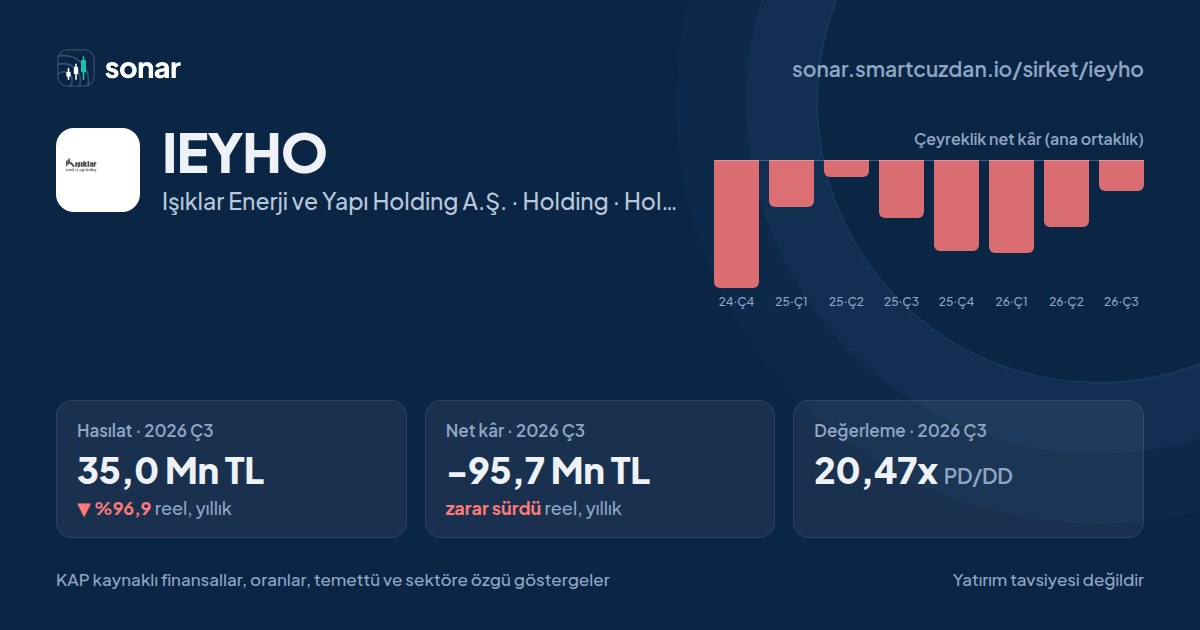 sonar
sonar.smartcuzdan.io/sirket/ieyho
ışıklar
IEYHO
Işıklar Enerji ve Yapı Holding A.Ş. · Holding · Hol…
Çeyreklik net kâr (ana ortaklık)
24-Ç4 25-Ç1 25-Ç2 25-Ç3 25-Ç4 26-Ç1 26-Ç2 26-Ç3
Hasılat · 2026 Ç3
35,0 Mn TL
▼ %96,9 reel, yıllık
Net kâr · 2026 Ç3
−95,7 Mn TL
zarar sürdü reel, yıllık
Değerleme · 2026 Ç3
20,47x PD/DD
KAP kaynaklı finansallar, oranlar, temettü ve sektöre özgü göstergeler
Yatırım tavsiyesi değildir